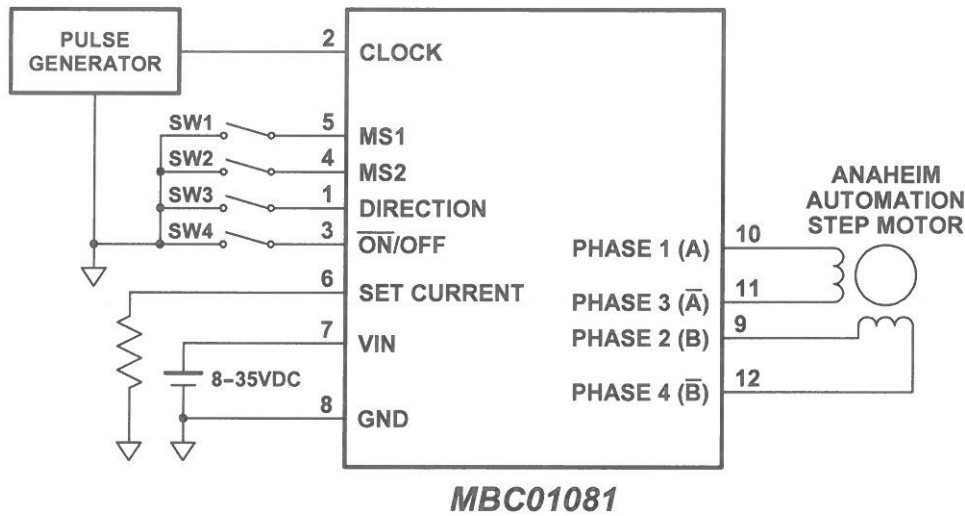 PULSE
GENERATOR
2
CLOCK
SW1
5
MS1
SW2
4
MS2
SW3
1
DIRECTION
SW4
3
O̅N̅/OFF
6
SET CURRENT
7
VIN
8–35VDC
8
GND
PHASE 1 (A)
10
PHASE 3 (A̅)
11
PHASE 2 (B)
9
PHASE 4 (B̅)
12
ANAHEIM
AUTOMATION
STEP MOTOR
MBC01081